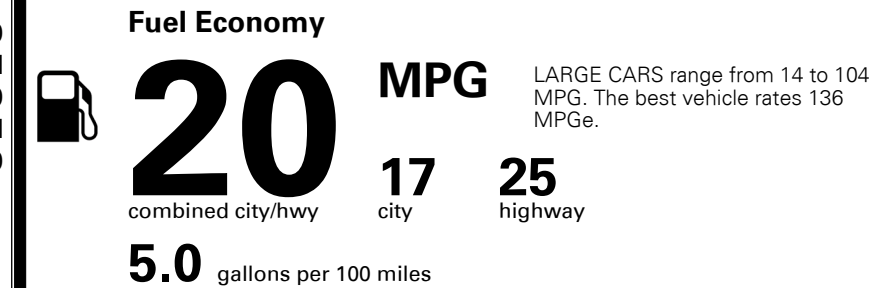 Fuel Economy
20
MPG
LARGE CARS range from 14 to 104
MPG. The best vehicle rates 136
MPGe.
17
25
combined city/hwy
city
highway
5.0 gallons per 100 miles